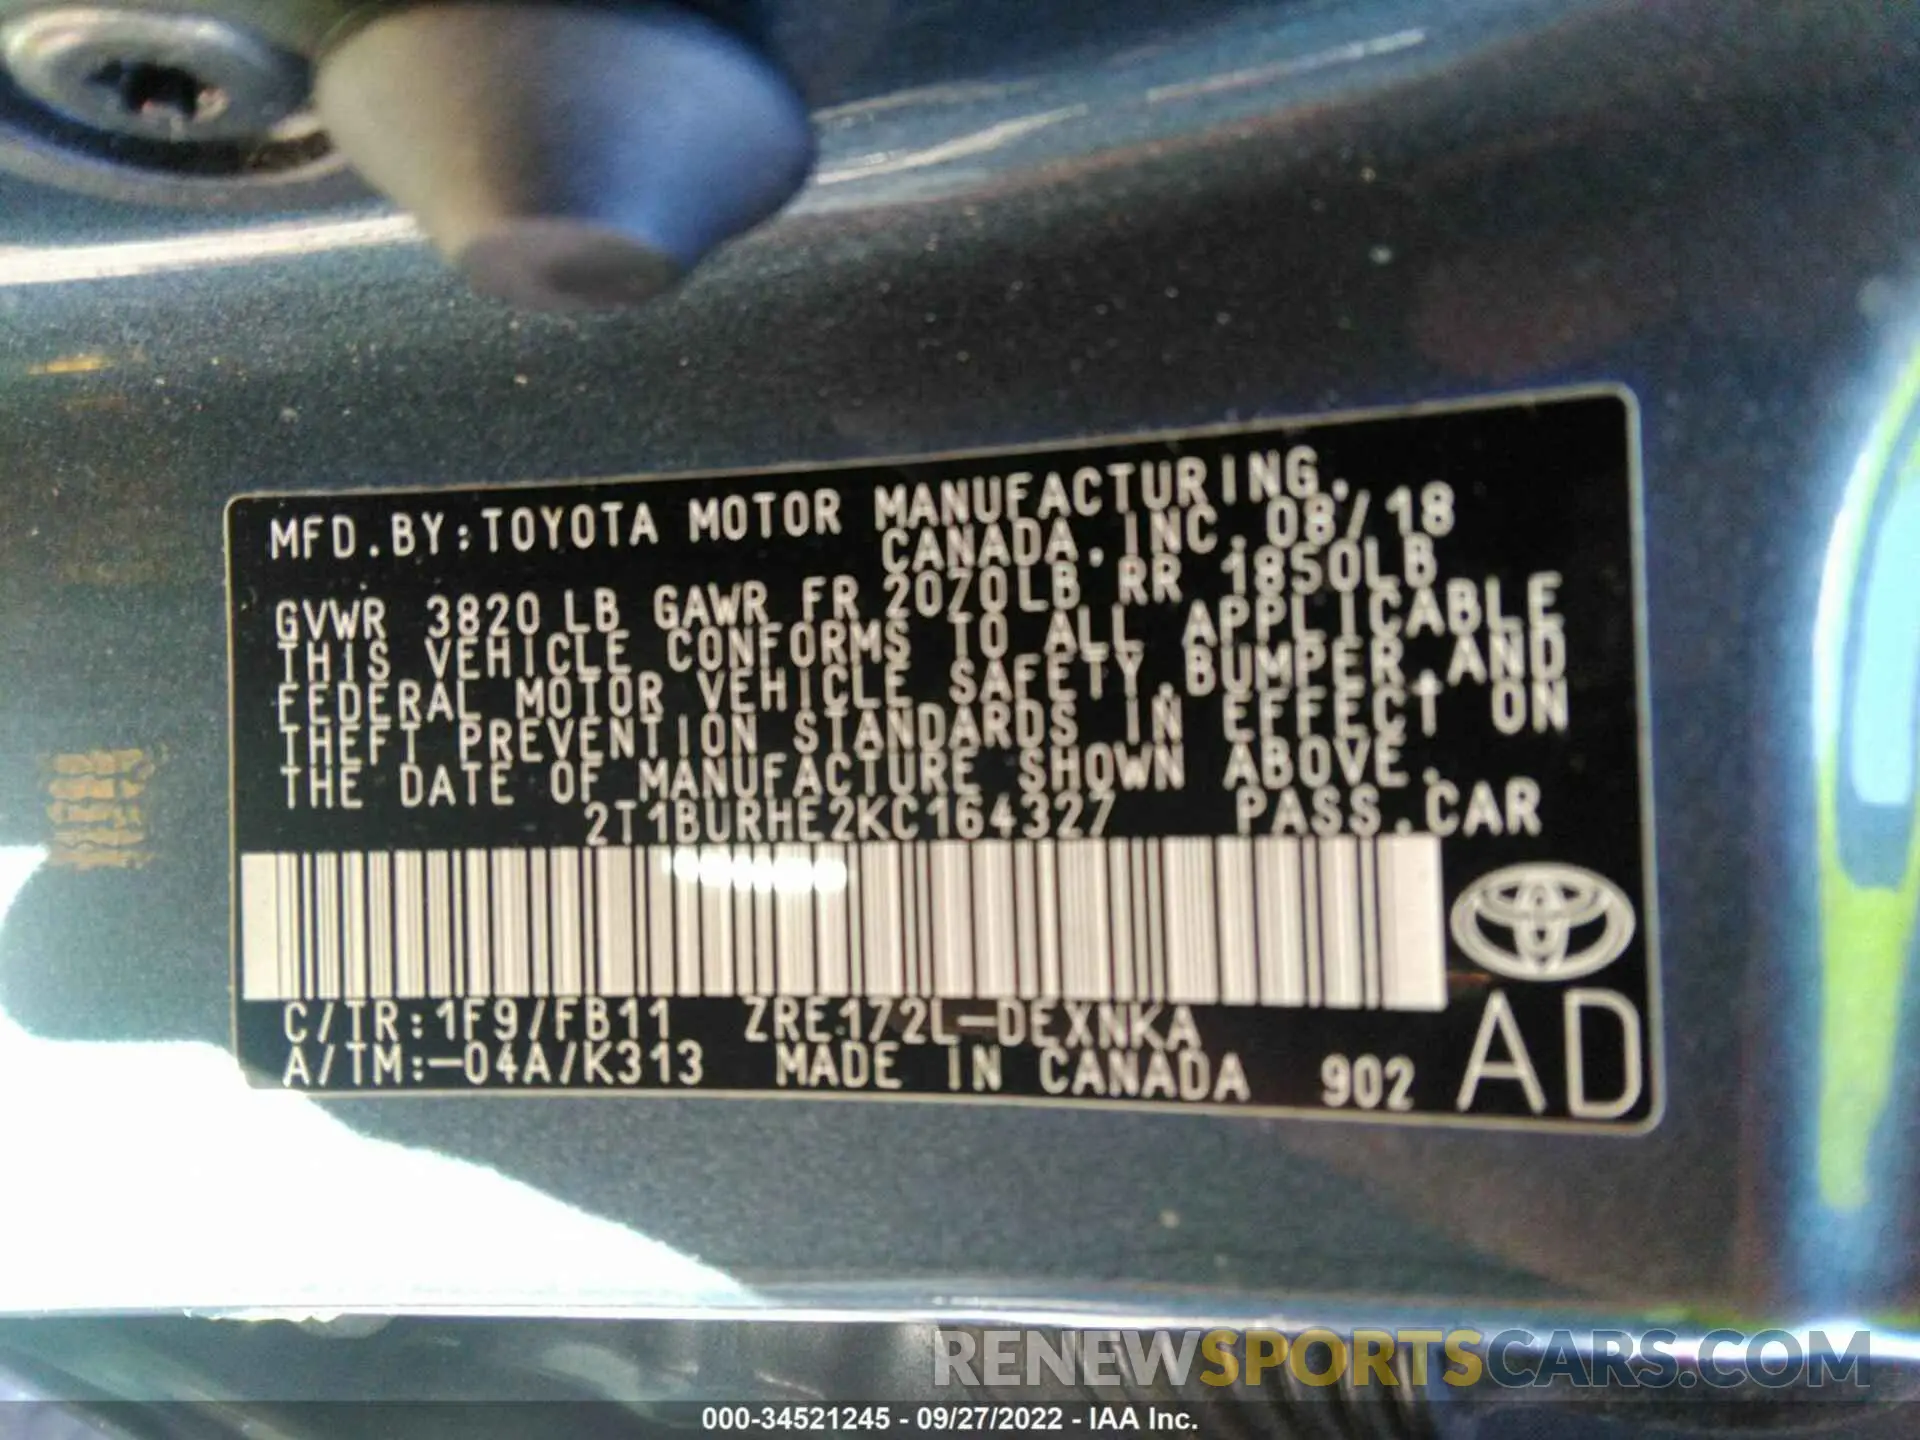 MFD.BY:TOYOTA MOTOR MANUFACTURING,
CANADA,INC.08/18
GVWR 3820LB GAWR FR 2070LB RR 1850LB
THIS VEHICLE CONFORMS TO ALL APPLICABLE
FEDERAL MOTOR VEHICLE SAFETY,BUMPER,AND
THEFT PREVENTION STANDARDS IN EFFECT ON
THE DATE OF MANUFACTURE SHOWN ABOVE.
2T1BURHE2KC164327 PASS.CAR
C/TR:1F9/FB11 ZRE172L-DEXNKA
A/TM:-04A/K313 MADE IN CANADA 902 AD
RENEWSPORTSCARS.COM
000-34521245 - 09/27/2022 - IAA Inc.